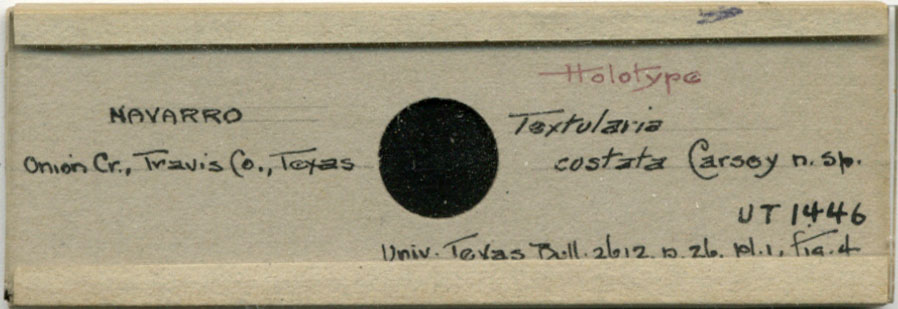 Holotype
NAVARRO
Onion Cr., Travis Co., Texas
Textularia
costata Carsey n. sp.
UT 1446
Univ. Texas Bull. 2612. p. 26. pl. 1, fig. 4